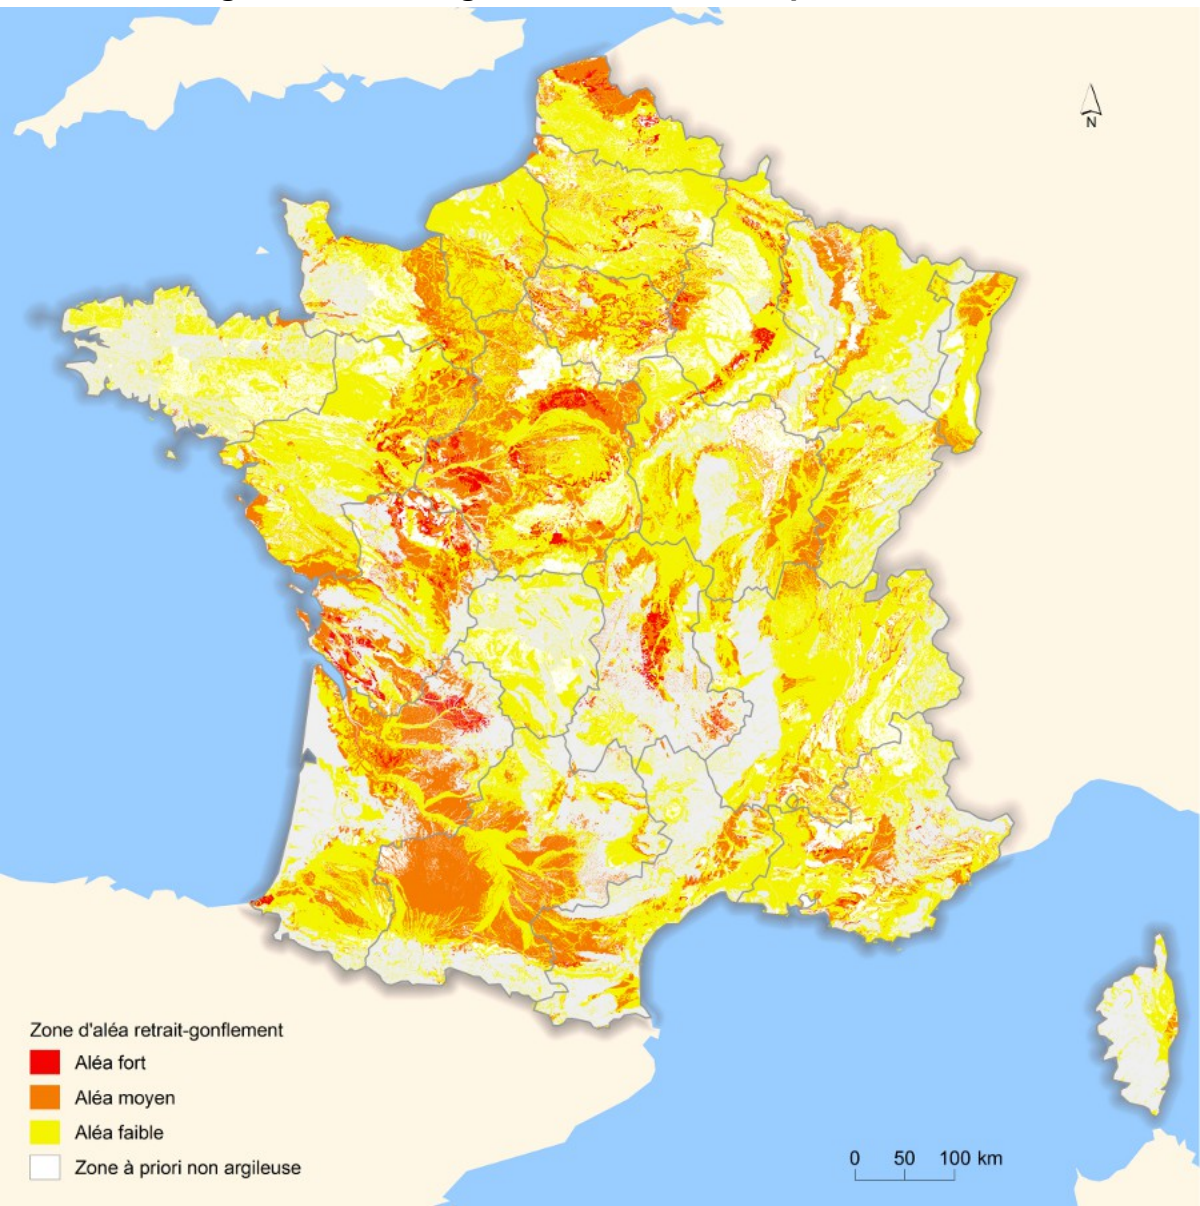 N
Zone d'aléa retrait-gonflement
Aléa fort
Aléa moyen
Aléa faible
Zone à priori non argileuse
0 50 100 km